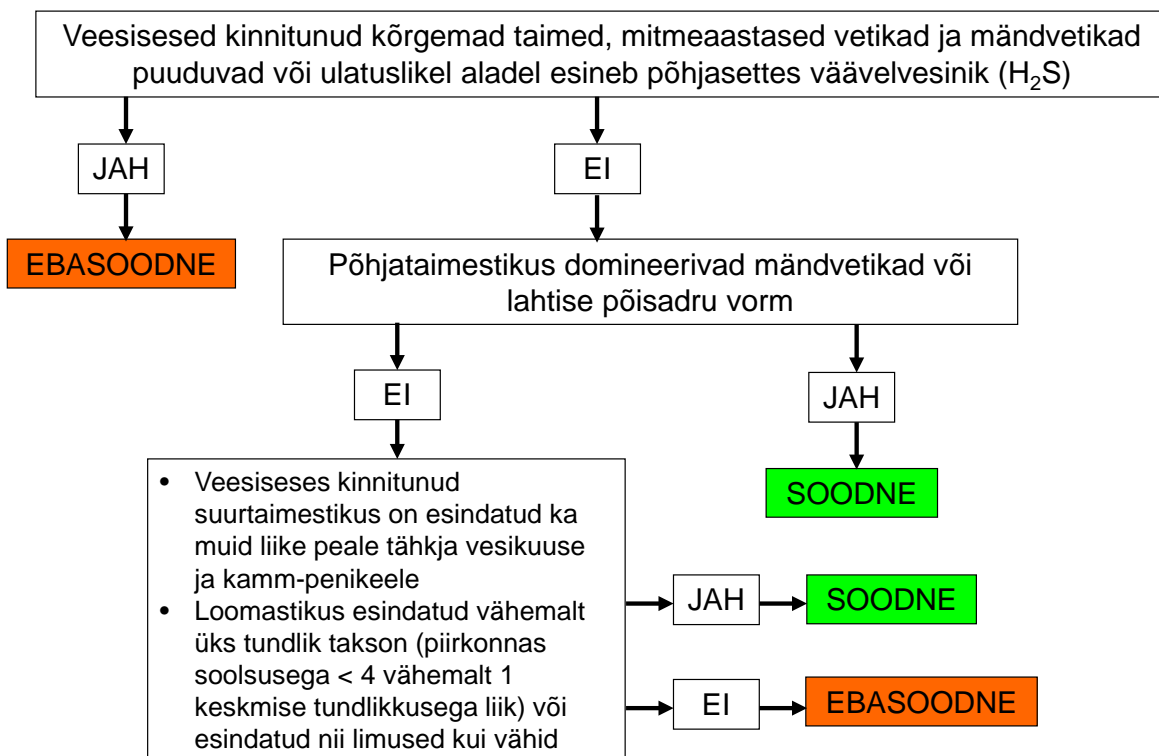 Veesisesed kinnitunud kõrgemad taimed, mitmeaastased vetikad ja mändvetikad
puuduvad või ulatuslikel aladel esineb põhjasettes väävelvesinik (H₂S)
JAH
EI
EBASOODNE
Põhjataimestikus domineerivad mändvetikad või
lahtise põisadru vorm
EI
JAH
SOODNE
• Veesiseses kinnitunud
suurtaimestikus on esindatud ka
muid liike peale tähkja vesikuuse
ja kamm-penikeele
• Loomastikus esindatud vähemalt
üks tundlik takson (piirkonnas
soolsusega < 4 vähemalt 1
keskmise tundlikkusega liik) või
esindatud nii limused kui vähid
JAH
SOODNE
EI
EBASOODNE